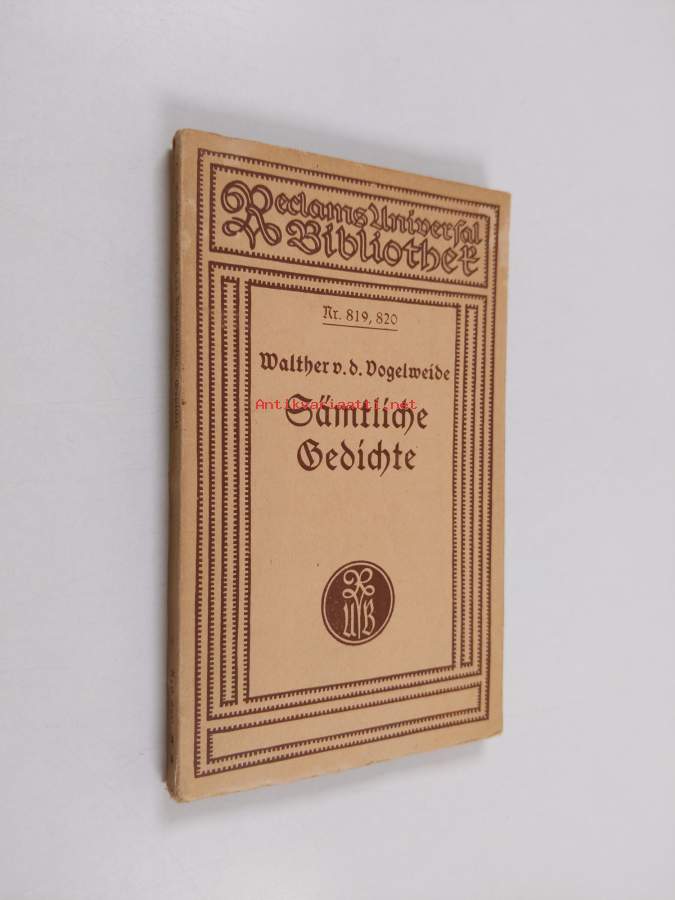 Reclams Universal
Bibliothek
Nr. 819, 820
Walther v. d. Vogelweide
Antikvariaatti.net
Sämtliche
Gedichte
RUB